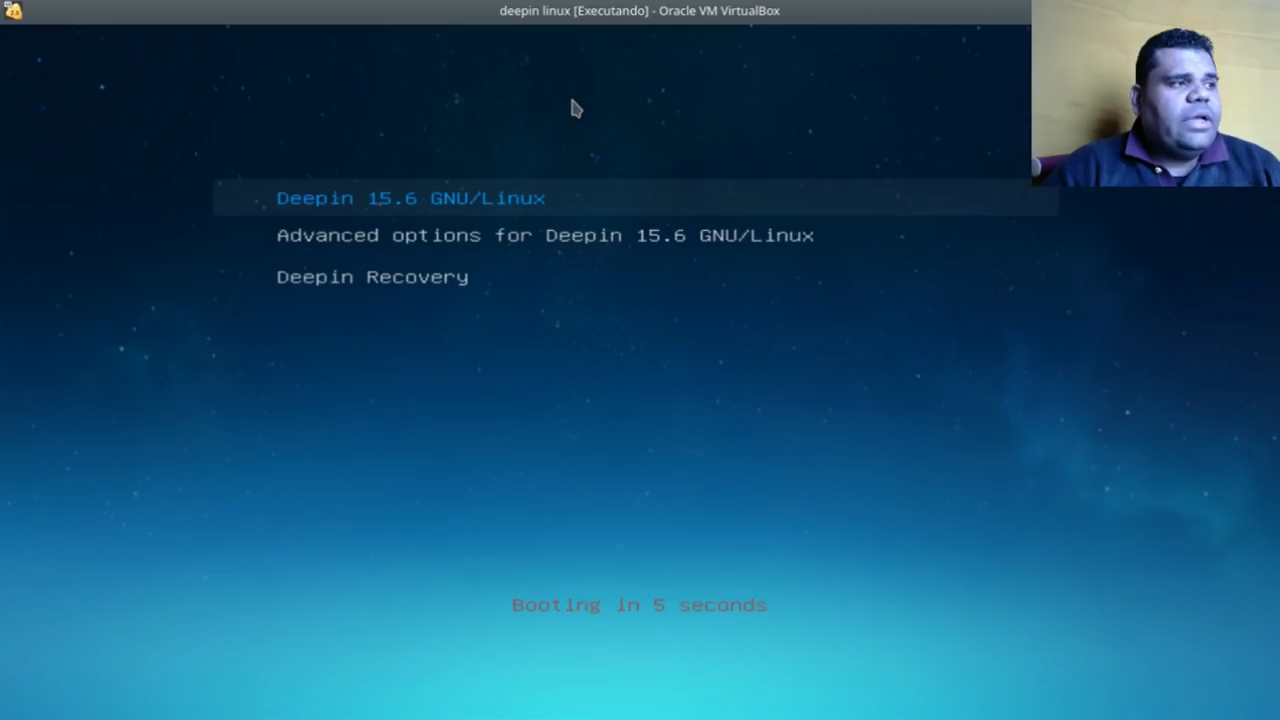 deepin linux [Executando] - Oracle VM VirtualBox
Deepin 15.6 GNU/Linux
Advanced options for Deepin 15.6 GNU/Linux
Deepin Recovery
Booting in 5 seconds